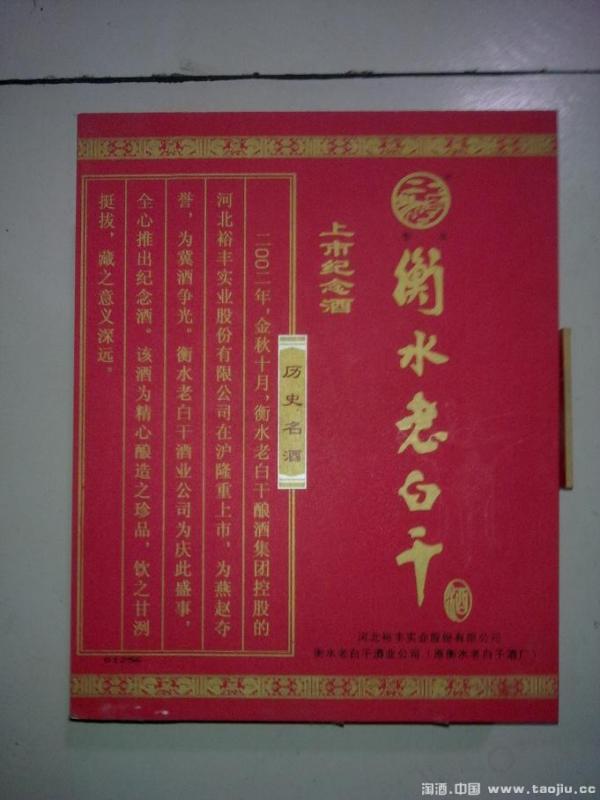 衡水老白干
酒
上市纪念酒
历史名酒
二00二年，金秋十月，衡水老白干酿酒集团控股的
河北裕丰实业股份有限公司在沪隆重上市，为燕赵夺
誉，为冀酒争光。衡水老白干酒业公司为庆此盛事，
全心推出纪念酒。该酒为精心酿造之珍品，饮之甘洌
挺拔，藏之意义深远。
河北裕丰实业股份有限公司
衡水老白干酒业公司（原衡水老白干酒厂）
01256
淘酒.中国 www.taojiu.cc